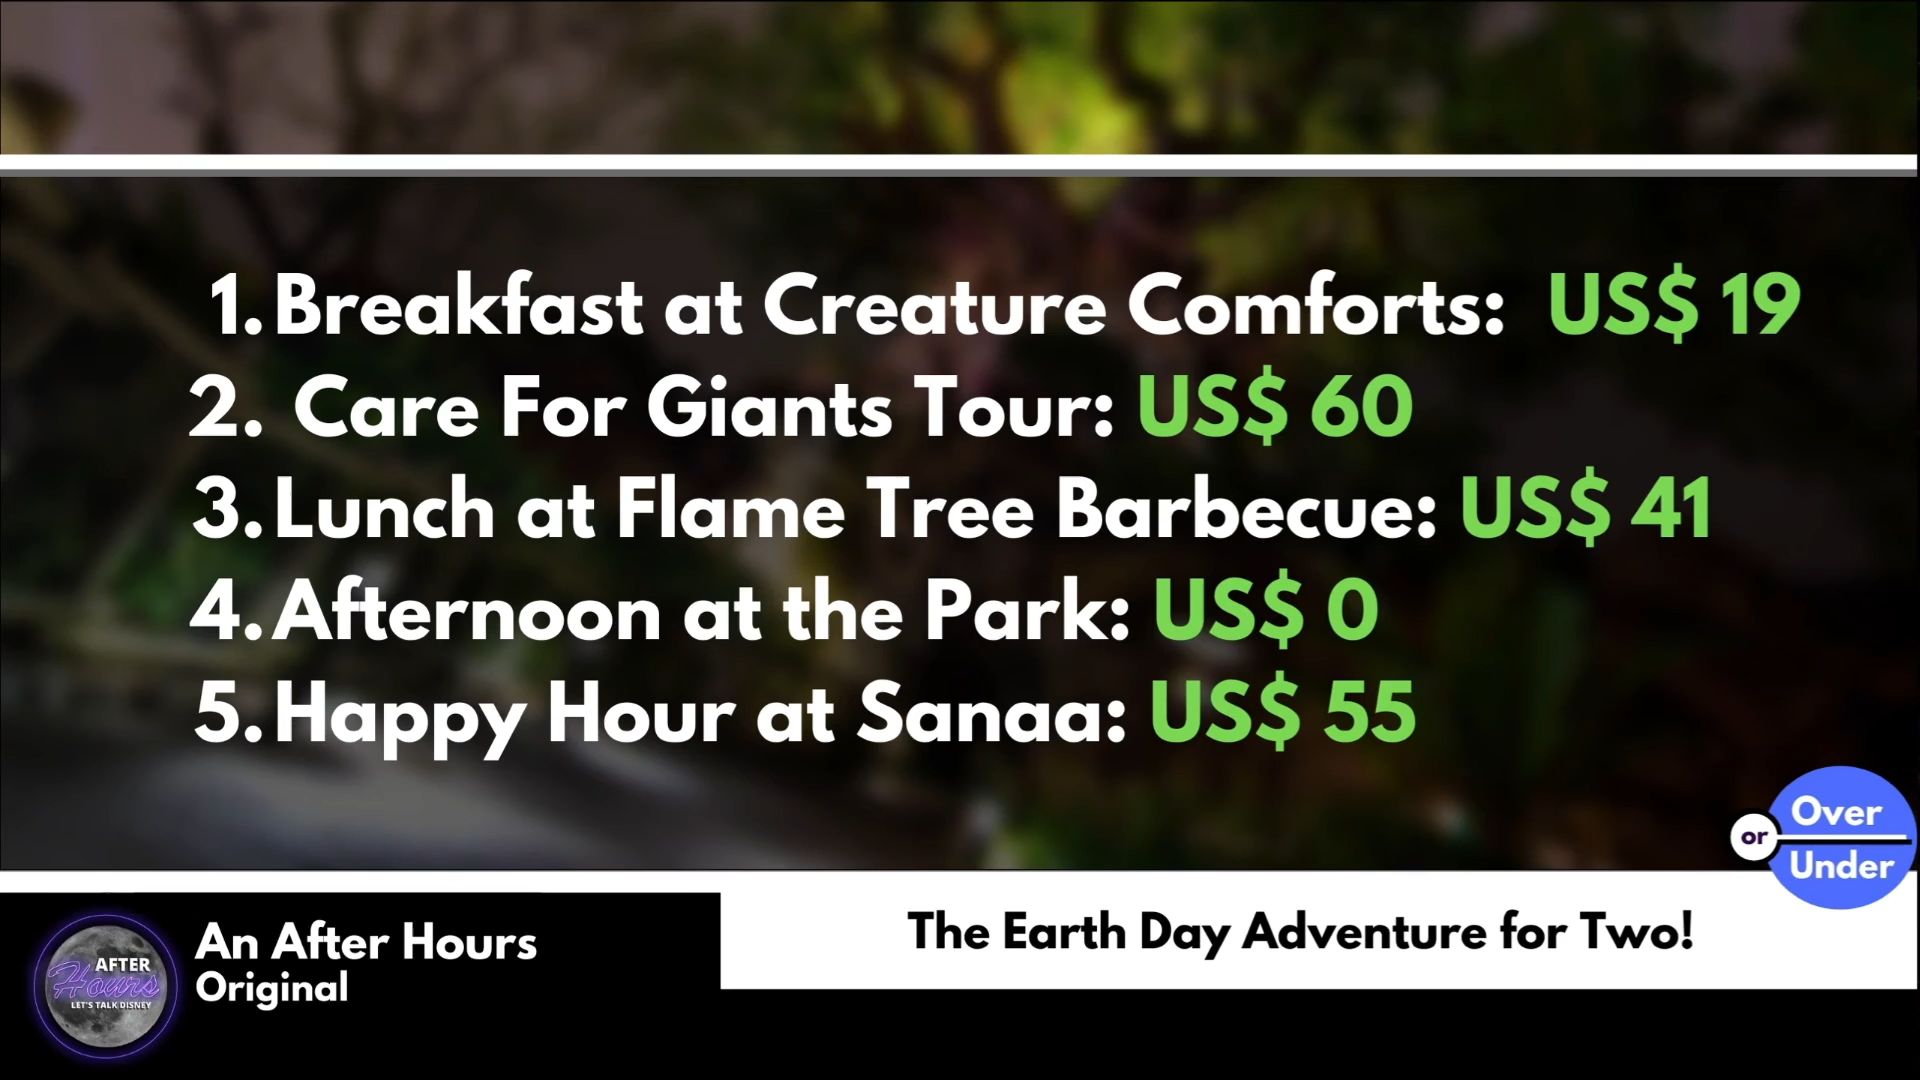 1. Breakfast at Creature Comforts: US$ 19
2. Care For Giants Tour: US$ 60
3. Lunch at Flame Tree Barbecue: US$ 41
4. Afternoon at the Park: US$ 0
5. Happy Hour at Sanaa: US$ 55
Over
or
Under
The Earth Day Adventure for Two!
An After Hours
Original
AFTER
Hours
LET'S TALK DISNEY